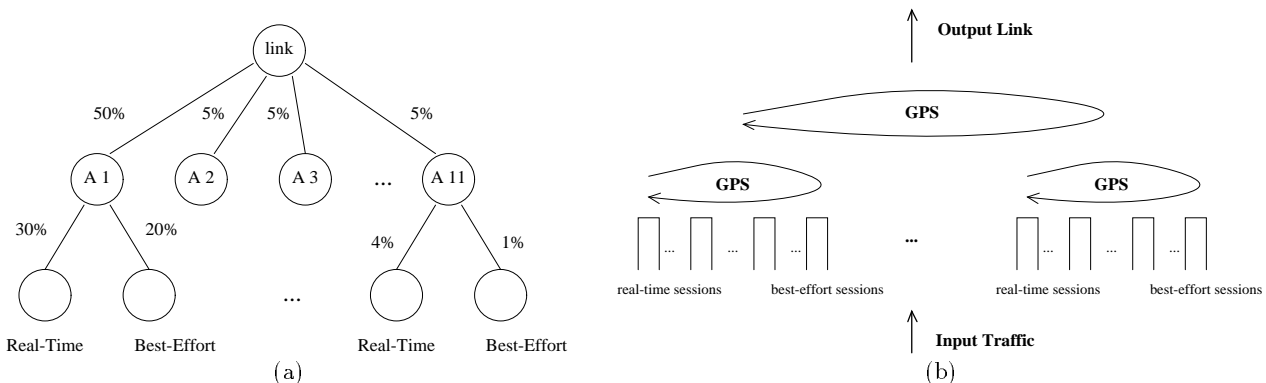 link
50%
5%
5%
5%
A 1
A 2
A 3
...
A 11
30%
20%
4%
1%
...
Real-Time
Best-Effort
Real-Time
Best-Effort
(a)
Output Link
GPS
GPS
GPS
... ... ...
...
... ... ...
real-time sessions
best-effort sessions
real-time sessions
best-effort sessions
Input Traffic
(b)